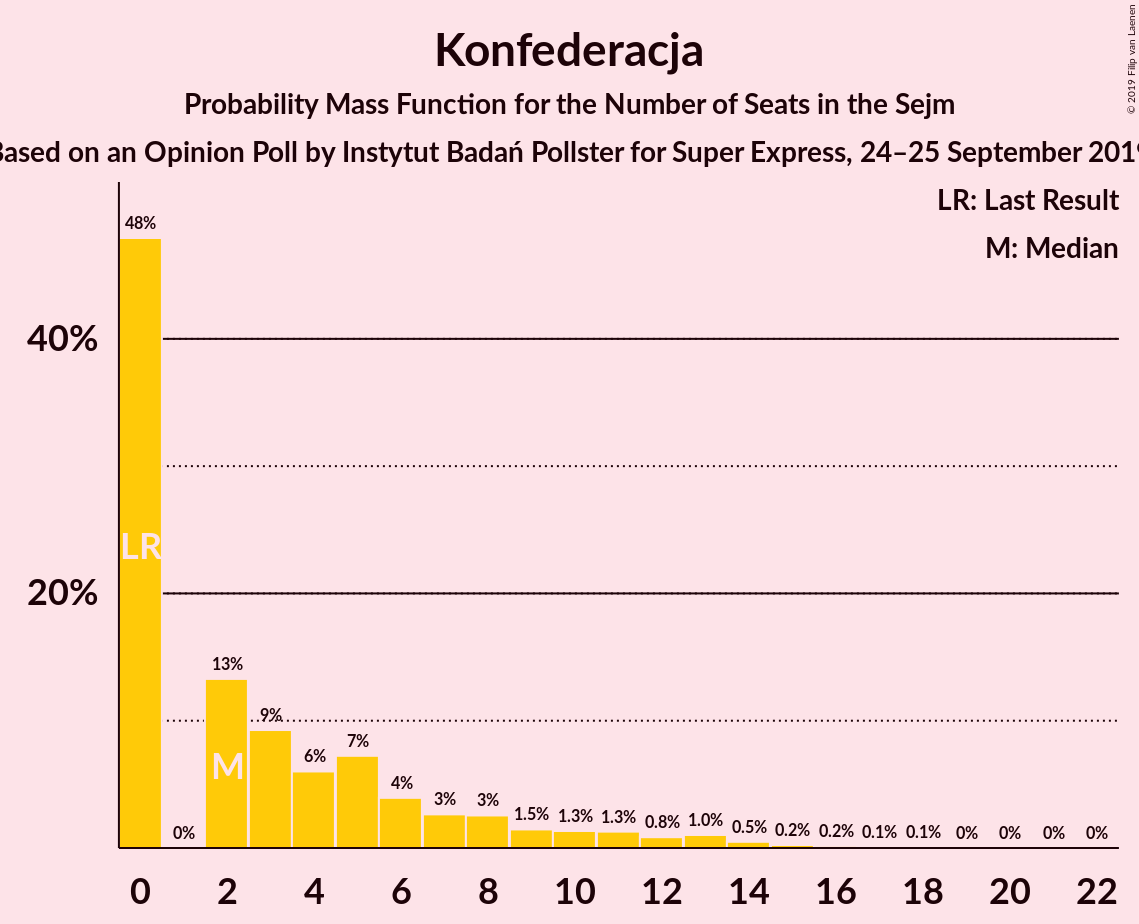 Konfederacja
Probability Mass Function for the Number of Seats in the Sejm
Based on an Opinion Poll by Instytut Badań Pollster for Super Express, 24–25 September 2019
© 2019 Filip van Laenen
LR: Last Result
M: Median
48%
40%
LR
20%
13%
9%
M
6%
7%
4%
3%
3%
1.5%
1.3%
1.3%
0.8%
1.0%
0.5%
0.2%
0.2%
0.1%
0.1%
0%
0%
0%
0%
0%
0 2 4 6 8 10 12 14 16 18 20 22